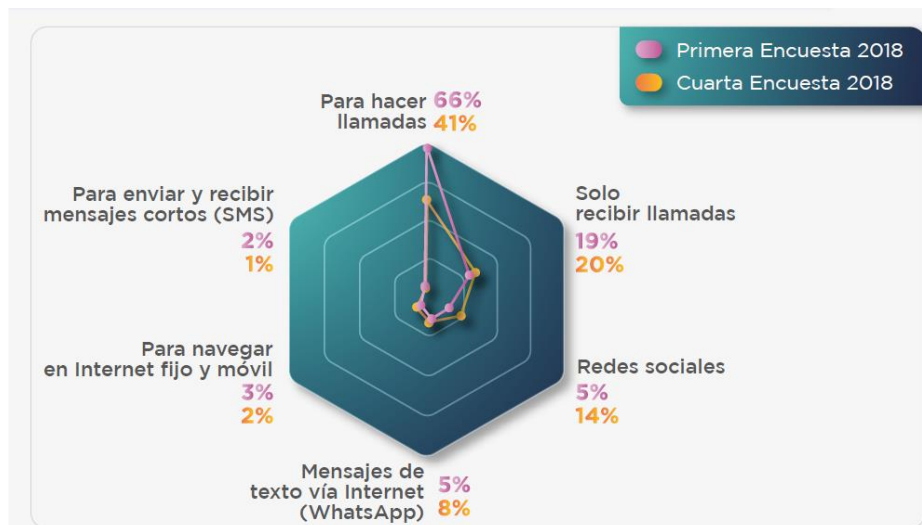 Primera Encuesta 2018
Cuarta Encuesta 2018
Para hacer 66%
llamadas 41%
Solo
recibir llamadas
19%
20%
Redes sociales
5%
14%
Mensajes de 5%
texto vía Internet 8%
(WhatsApp)
Para navegar
en Internet fijo y móvil
3%
2%
Para enviar y recibir
mensajes cortos (SMS)
2%
1%